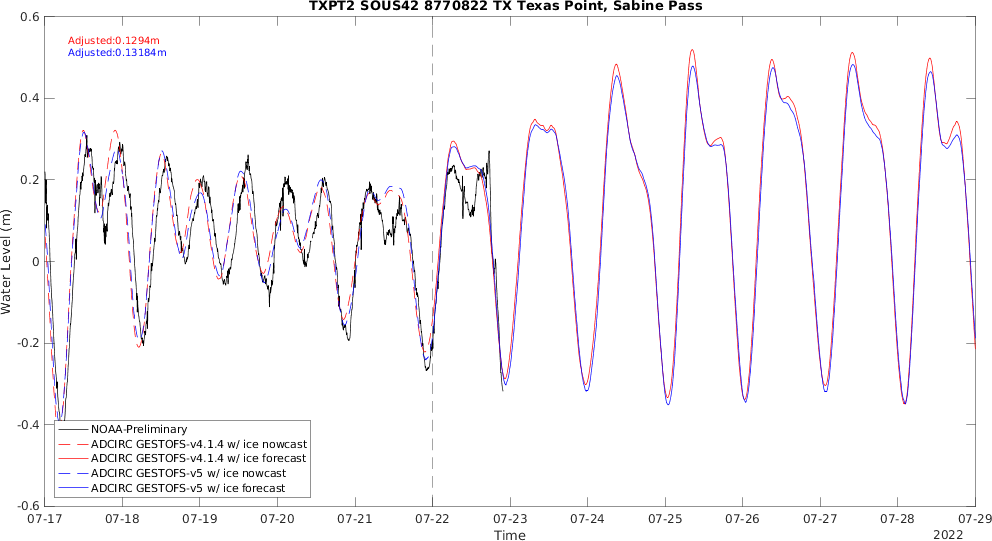 TXPT2 SOUS42 8770822 TX Texas Point, Sabine Pass
Adjusted:0.1294m
Adjusted:0.13184m
0.6
0.4
0.2
0
-0.2
-0.4
-0.6
Water Level (m)
NOAA-Preliminary
ADCIRC GESTOFS-v4.1.4 w/ ice nowcast
ADCIRC GESTOFS-v4.1.4 w/ ice forecast
ADCIRC GESTOFS-v5 w/ ice nowcast
ADCIRC GESTOFS-v5 w/ ice forecast
07-17 07-18 07-19 07-20 07-21 07-22 07-23 07-24 07-25 07-26 07-27 07-28 07-29
Time
2022